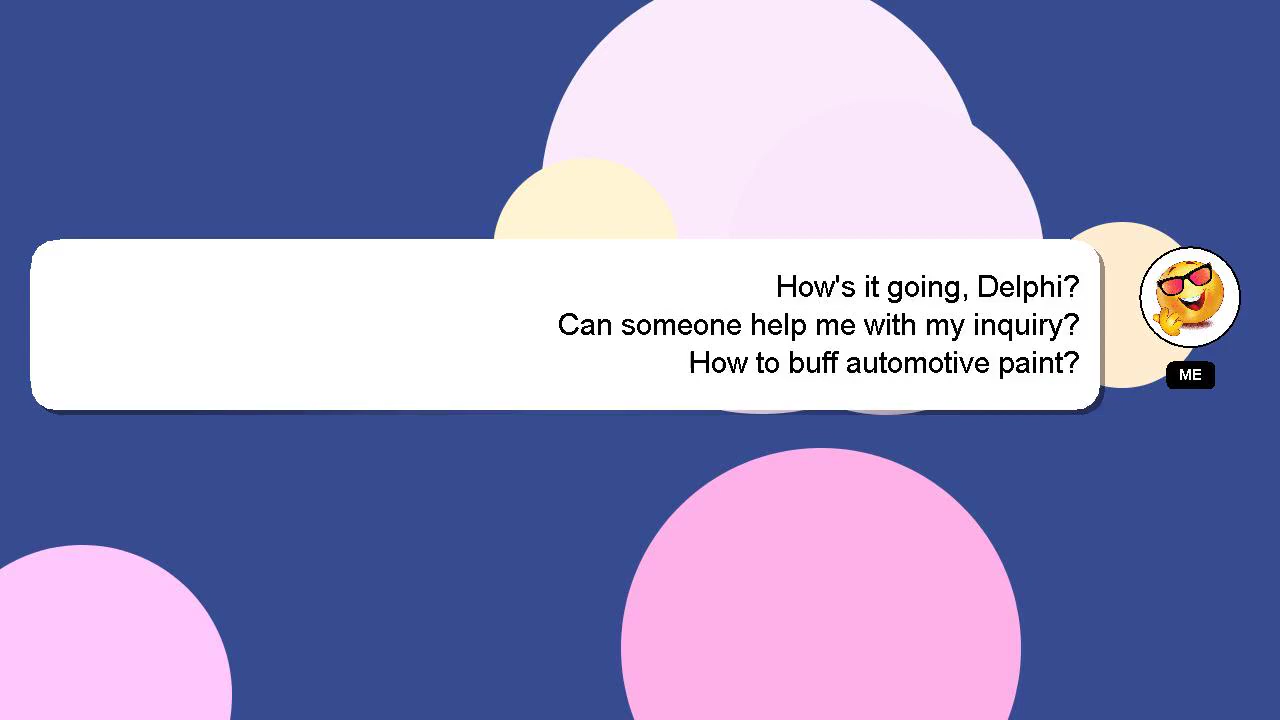 How's it going, Delphi?
Can someone help me with my inquiry?
How to buff automotive paint?
ME